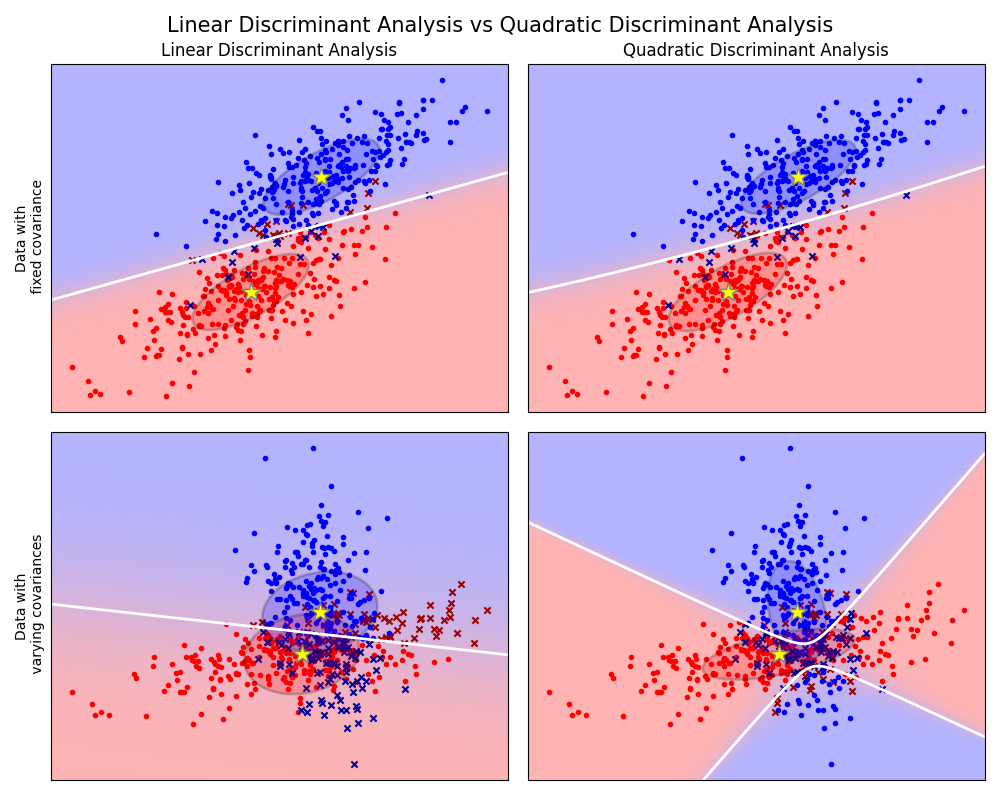 Linear Discriminant Analysis vs Quadratic Discriminant Analysis
Linear Discriminant Analysis
Quadratic Discriminant Analysis
Data with
fixed covariance
Data with
varying covariances